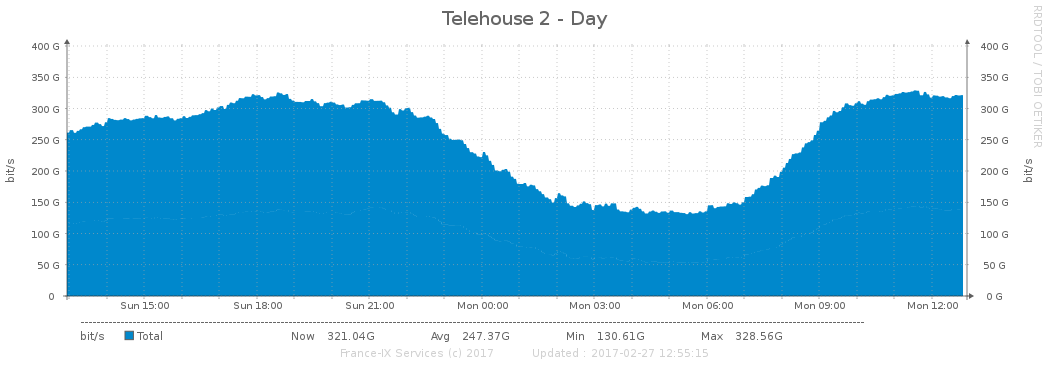 Telehouse 2 - Day
RRDTOOL / TOBI OETIKER
bit/s
400 G 400 G
350 G 350 G
300 G 300 G
250 G 250 G
200 G 200 G
150 G 150 G
100 G 100 G
50 G 50 G
0 0 G
bit/s
Sun 15:00 Sun 18:00 Sun 21:00 Mon 00:00 Mon 03:00 Mon 06:00 Mon 09:00 Mon 12:00
bit/s Total Now 321.04G Avg 247.37G Min 130.61G Max 328.56G
France-IX Services (c) 2017 Updated : 2017-02-27 12:55:15